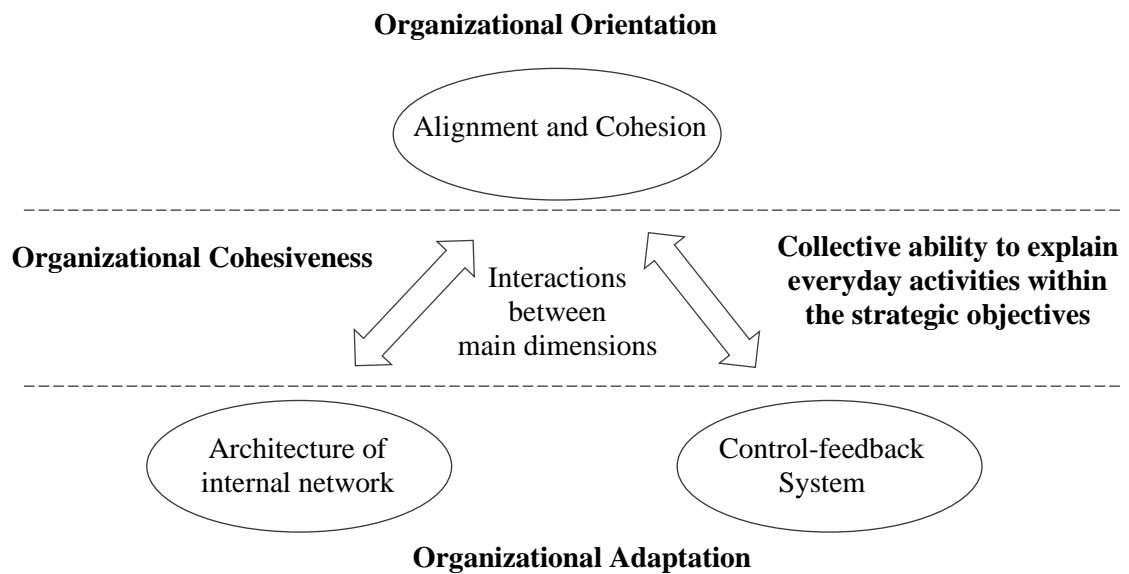 Organizational Orientation
Alignment and Cohesion
Organizational Cohesiveness
Interactions
between
main dimensions
Collective ability to explain
everyday activities within
the strategic objectives
Architecture of
internal network
Control-feedback
System
Organizational Adaptation